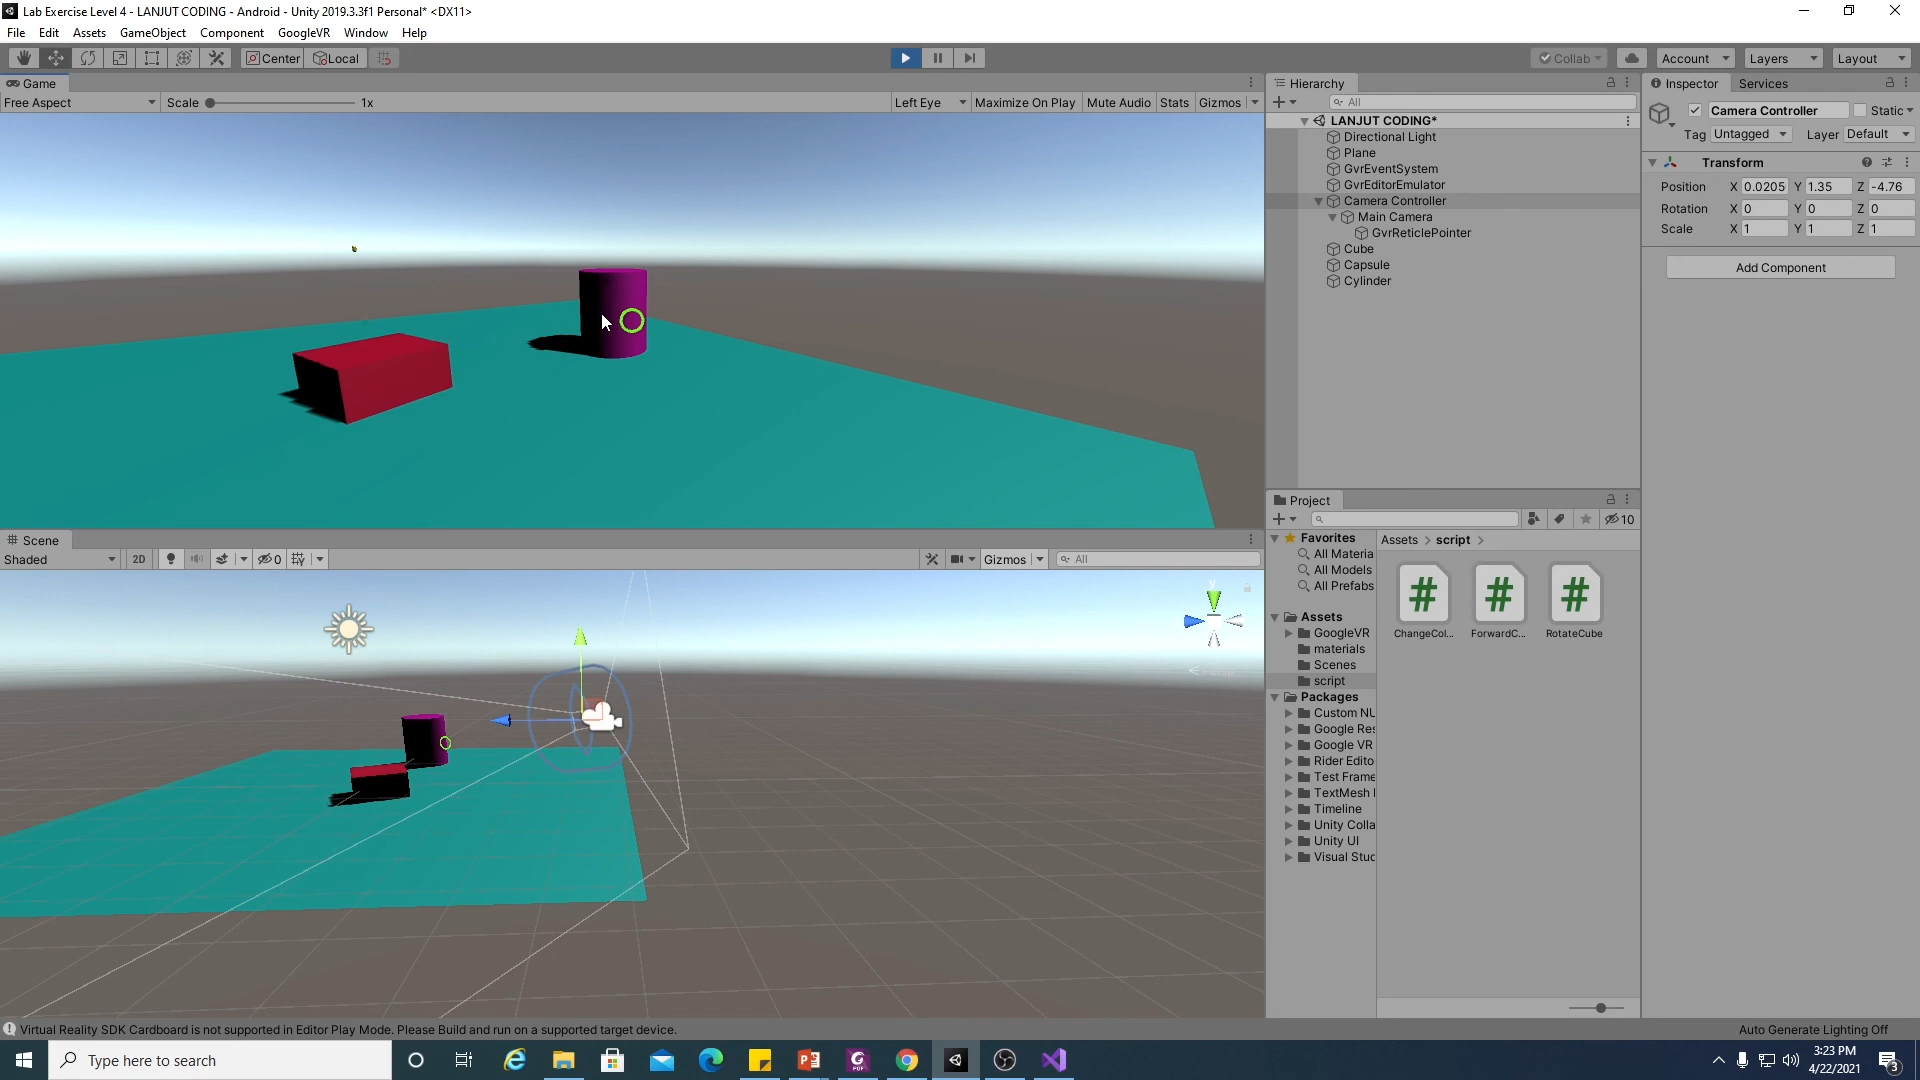 Lab Exercise Level 4 - LANJUT CODING - Android - Unity 2019.3.3f1 Personal* <DX11>
File Edit Assets GameObject Component GoogleVR Window Help
Center Local Collab Account Layers Layout
Game
Free Aspect Scale 1x Left Eye Maximize On Play Mute Audio Stats Gizmos
Hierarchy
All
LANJUT CODING*
Directional Light
Plane
GvrEventSystem
GvrEditorEmulator
Camera Controller
Main Camera
GvrReticlePointer
Cube
Capsule
Cylinder
Inspector Services
Camera Controller Static
Tag Untagged Layer Default
Transform
Position X 0.0205 Y 1.35 Z -4.76
Rotation X 0 Y 0 Z 0
Scale X 1 Y 1 Z 1
Add Component
Scene
Shaded 2D 0 Gizmos All
y
Project
10
Favorites
All Materia
All Models
All Prefabs
Assets
GoogleVR
materials
Scenes
script
Packages
Custom NU
Google Res
Google VR
Rider Edito
Test Frame
TextMesh
Timeline
Unity Colla
Unity UI
Visual Stud
Assets > script >
# # #
ChangeCol... ForwardC... RotateCube
Virtual Reality SDK Cardboard is not supported in Editor Play Mode. Please Build and run on a supported target device.
Auto Generate Lighting Off
Type here to search
3:23 PM
4/22/2021
3